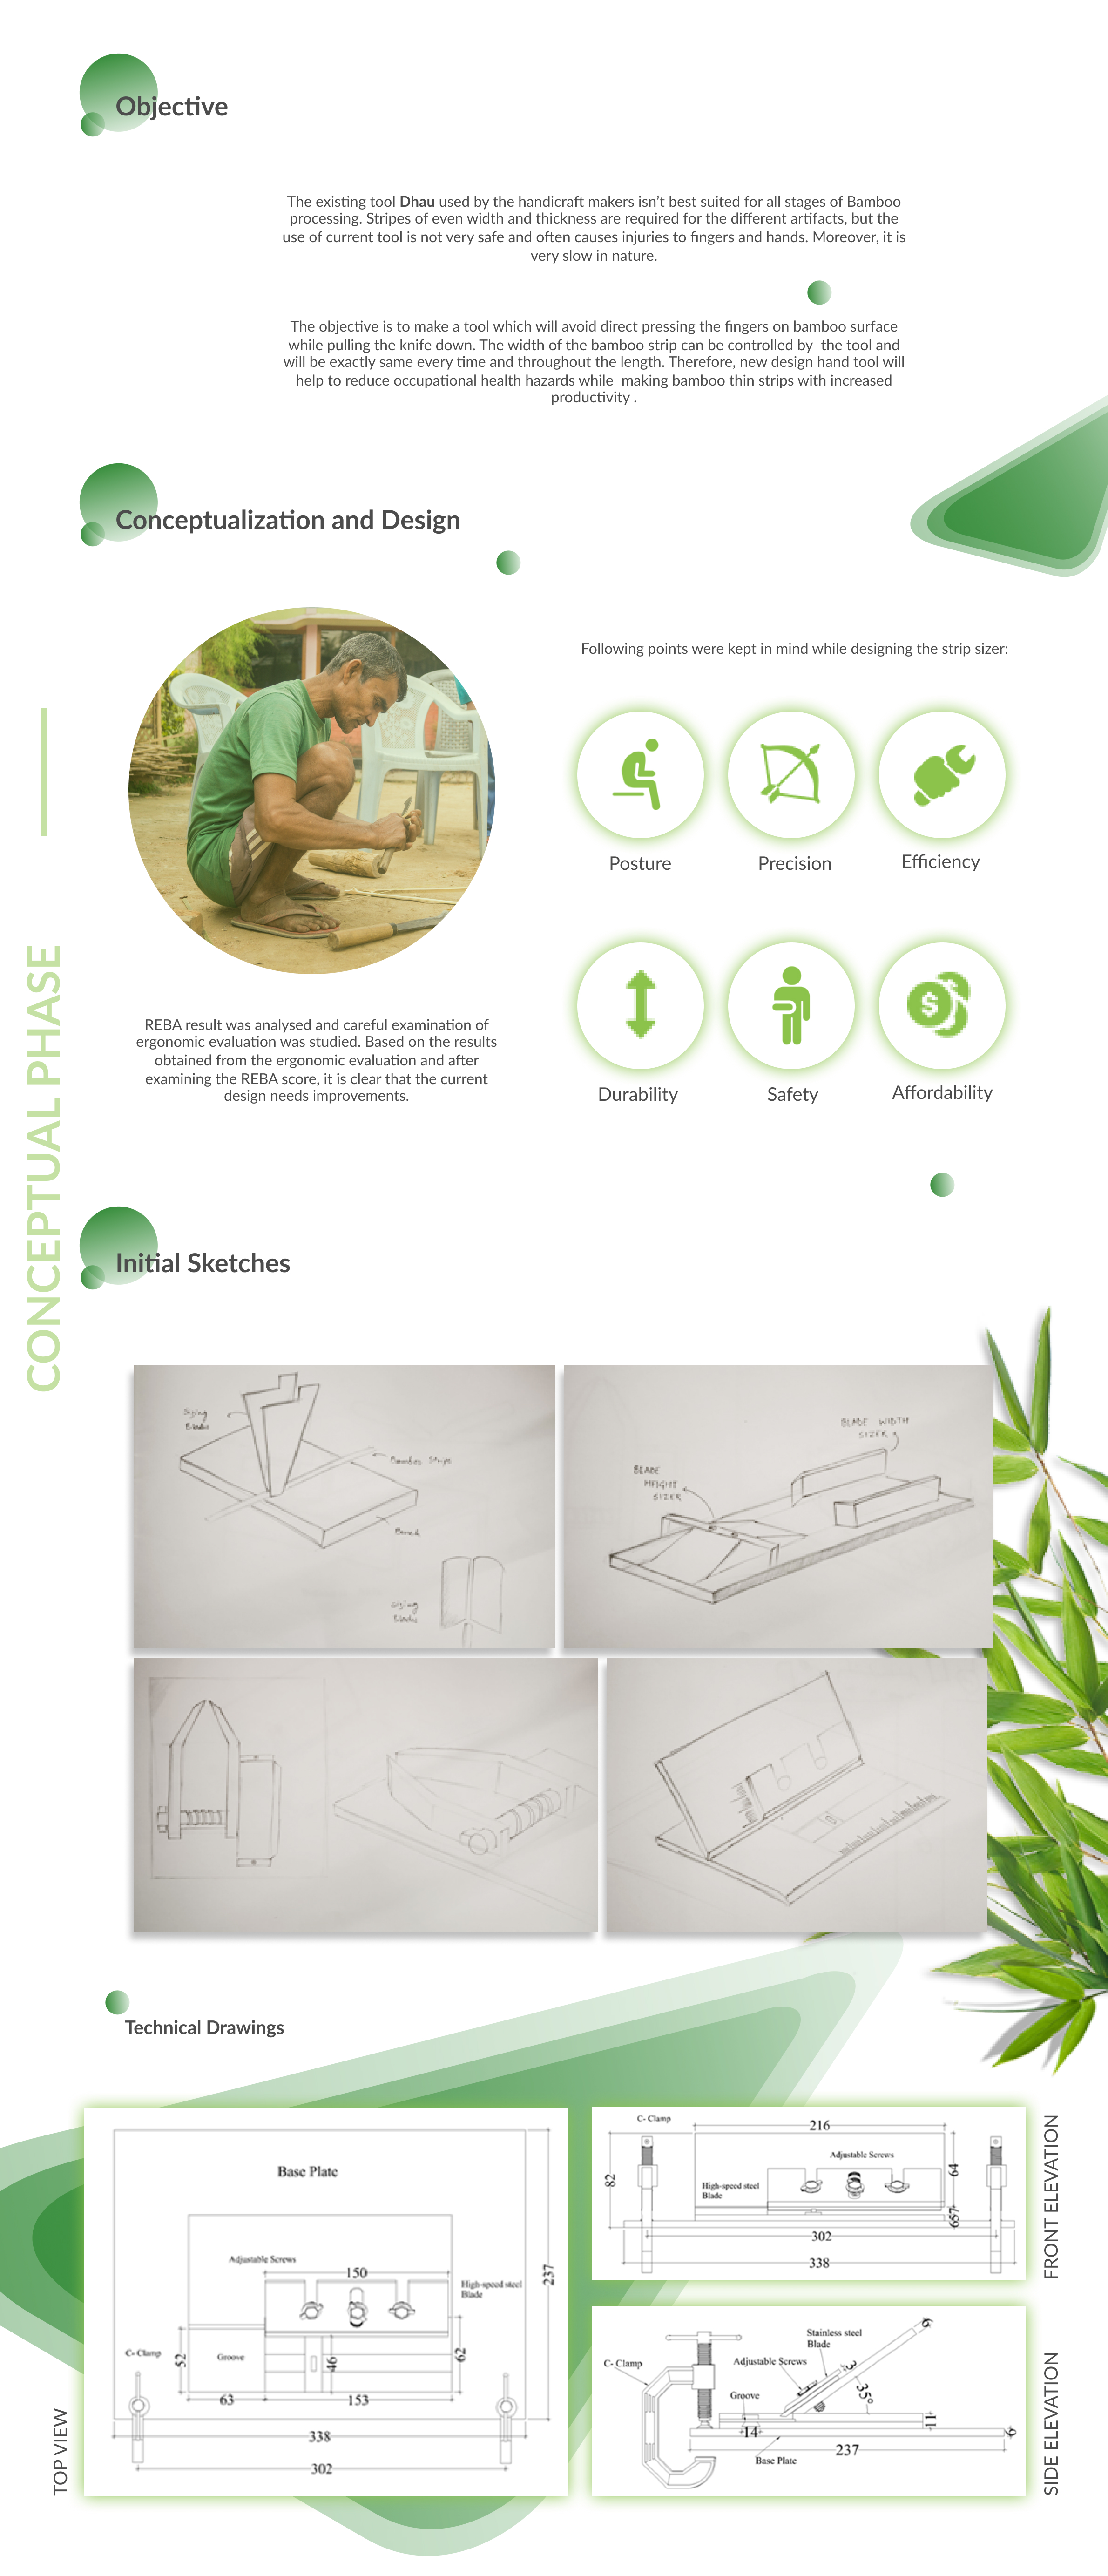 Objective
The existing tool Dhau used by the handicraft makers isn't best suited for all stages of Bamboo
processing. Stripes of even width and thickness are required for the different artifacts, but the
use of current tool is not very safe and often causes injuries to fingers and hands. Moreover, it is
very slow in nature.
The objective is to make a tool which will avoid direct pressing the fingers on bamboo surface
while pulling the knife down. The width of the bamboo strip can be controlled by  the tool and
will be exactly same every time and throughout the length. Therefore, new design hand tool will
help to reduce occupational health hazards while  making bamboo thin strips with increased
productivity .
Conceptualization and Design
Following points were kept in mind while designing the strip sizer:
Posture
Precision
Efficiency
Durability
Safety
Affordability
REBA result was analysed and careful examination of
ergonomic evaluation was studied. Based on the results
obtained from the ergonomic evaluation and after
examining the REBA score, it is clear that the current
design needs improvements.
CONCEPTUAL PHASE
Initial Sketches
Sizing
Blade
Bamboo Strips
Bench
Sizing
Blade
BLADE WIDTH
SIZER
BLADE
HEIGHT
SIZER
Technical Drawings
Base Plate
Adjustable Screws
150
High-speed steel
Blade
237
C- Clamp
52
Groove
46
62
63
153
338
302
TOP VIEW
C- Clamp
216
Adjustable Screws
82
High-speed steel
Blade
64
302
338
FRONT ELEVATION
Stainless steel
Blade
6
C- Clamp
Adjustable Screws
3
35°
Groove
14
11
6
237
Base Plate
SIDE ELEVATION